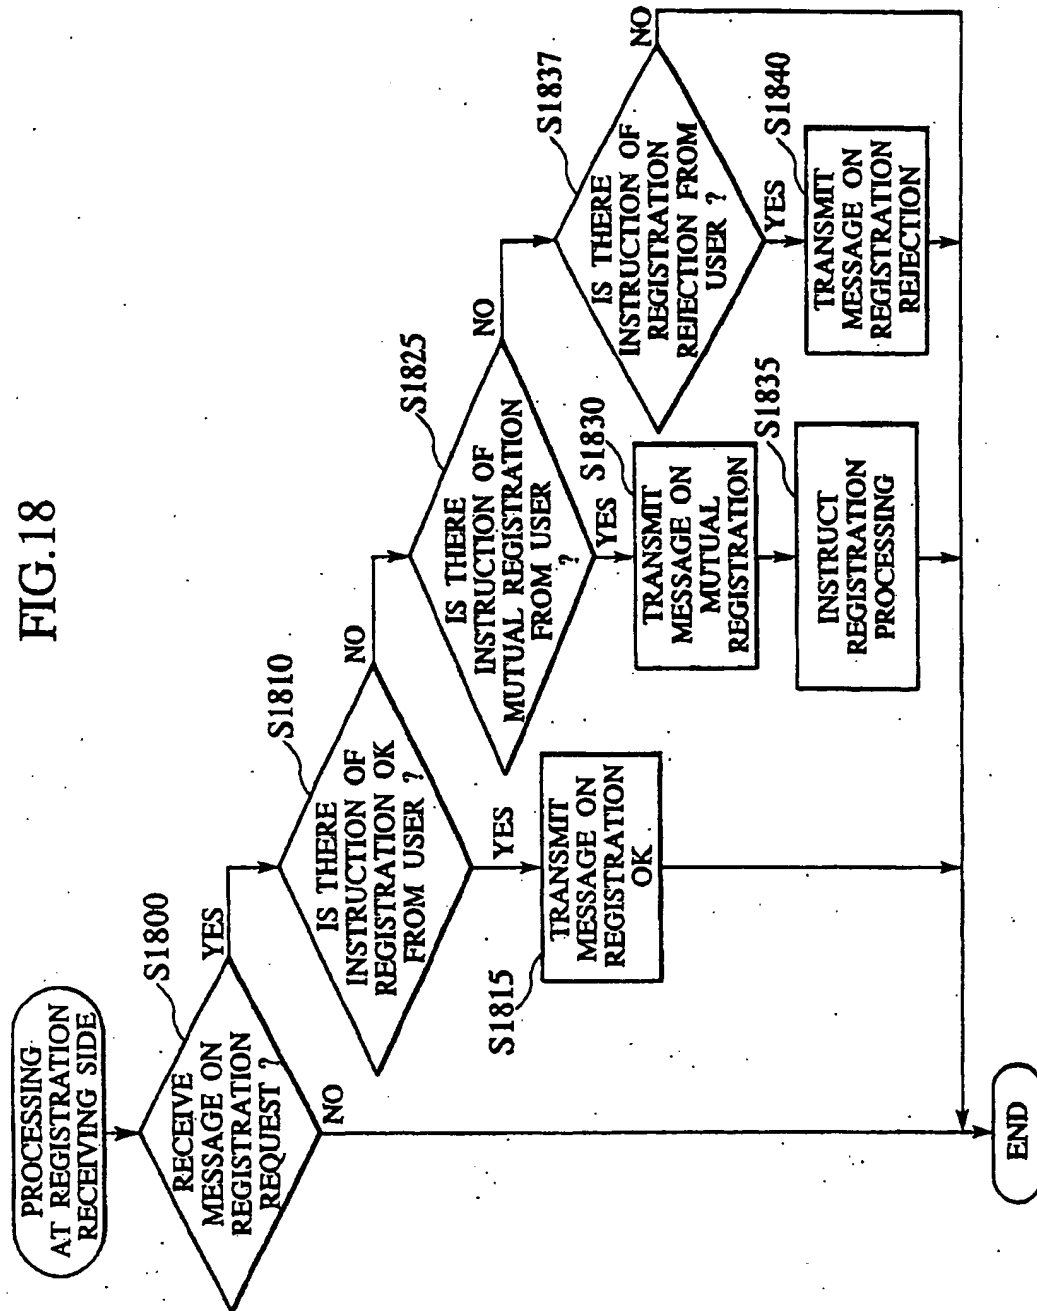 FIG.18
PROCESSING
AT REGISTRATION
RECEIVING SIDE
S1800
RECEIVE
MESSAGE ON
REGISTRATION
REQUEST ?
YES
NO
S1810
IS THERE
INSTRUCTION OF
REGISTRATION OK
FROM USER ?
NO
YES
S1815
TRANSMIT
MESSAGE ON
REGISTRATION
OK
S1825
IS THERE
INSTRUCTION OF
MUTUAL REGISTRATION
FROM USER
?
NO
YES
S1830
TRANSMIT
MESSAGE ON
MUTUAL
REGISTRATION
S1835
INSTRUCT
REGISTRATION
PROCESSING
S1837
IS THERE
INSTRUCTION OF
REGISTRATION
REJECTION FROM
USER ?
NO
YES
S1840
TRANSMIT
MESSAGE ON
REGISTRATION
REJECTION
END